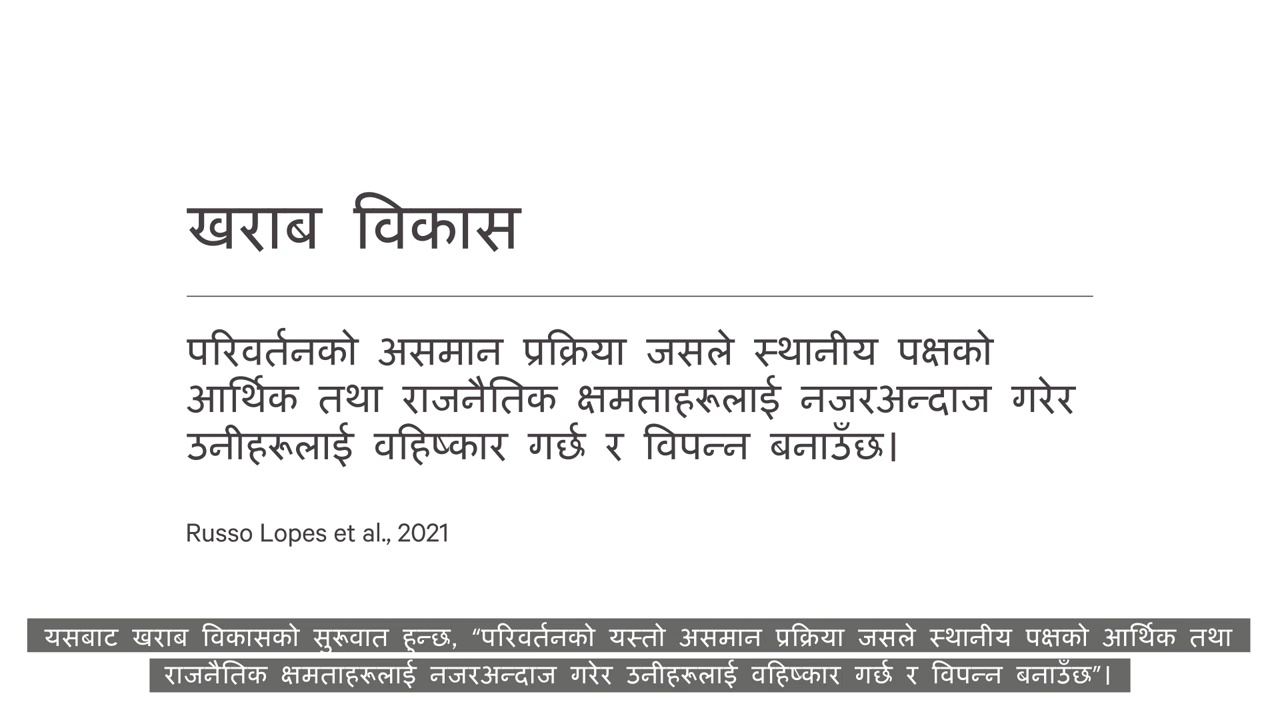 खराब विकास
परिवर्तनको असमान प्रक्रिया जसले स्थानीय पक्षको
आर्थिक तथा राजनैतिक क्षमताहरूलाई नजरअन्दाज गरेर
उनीहरूलाई वहिष्कार गर्छ र विपन्न बनाउँछ।
Russo Lopes et al., 2021
यसबाट खराब विकासको सुरूवात हुन्छ, “परिवर्तनको यस्तो असमान प्रक्रिया जसले स्थानीय पक्षको आर्थिक तथा
राजनैतिक क्षमताहरूलाई नजरअन्दाज गरेर उनीहरूलाई वहिष्कार गर्छ र विपन्न बनाउँछ”।